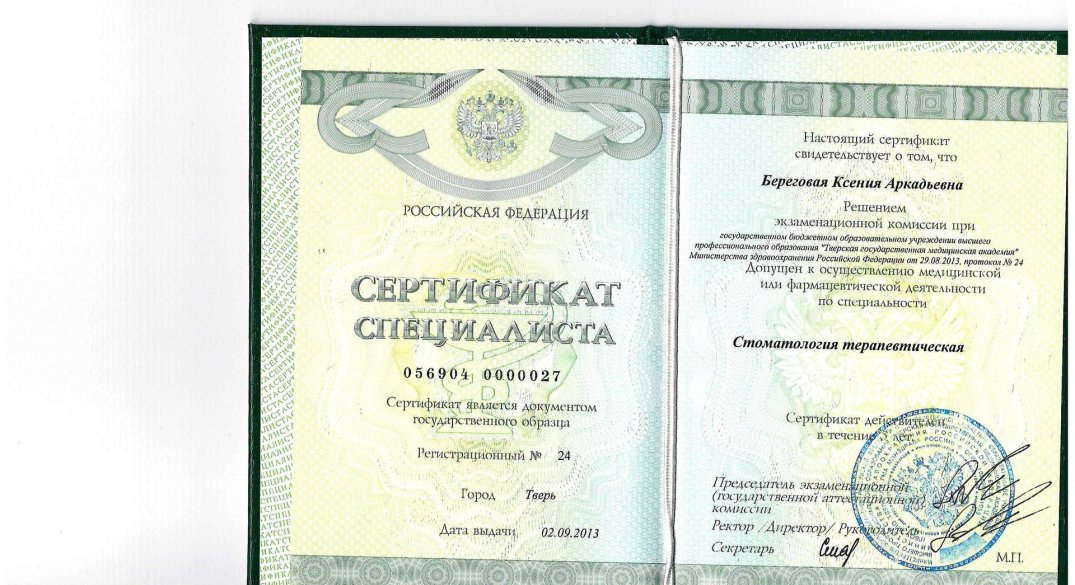 РОССИЙСКАЯ ФЕДЕРАЦИЯ
СЕРТИФИКАТ
СПЕЦИАЛИСТА
056904 0000027
Сертификат является документом
государственного образца
Регистрационный № 24
Город Тверь
Дата выдачи 02.09.2013
Настоящий сертификат
свидетельствует о том, что
Береговая Ксения Аркадьевна
Решением
экзаменационной комиссии при
государственном бюджетном образовательном учреждении высшего
профессионального образования "Тверская государственная медицинская академия"
Министерства здравоохранения Российской Федерации от 29.08.2013, протокол № 24
Допущен к осуществлению медицинской
или фармацевтической деятельности
по специальности
Стоматология терапевтическая
Сертификат действителен
в течение лет.
Председатель экзаменационной
(государственной аттестационной)
комиссии
Ректор / Директор/ Руководитель
Секретарь
М.П.